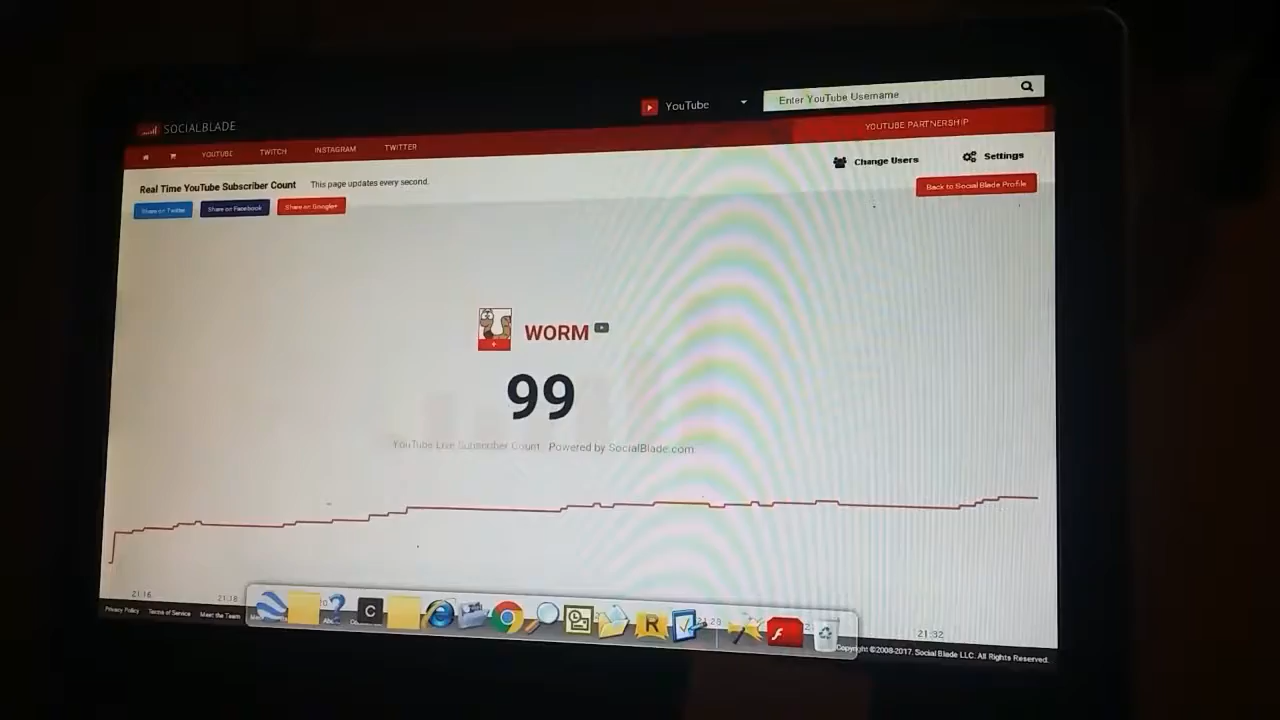 YouTube
Enter YouTube Username
SOCIALBLADE
YOUTUBE PARTNERSHIP
YOUTUBE
TWITCH
INSTAGRAM
TWITTER
Change Users
Settings
Real Time YouTube Subscriber Count
This page updates every second.
Back to Social Blade Profile
Share on Twitter
Share on Facebook
Share on Google+
WORM
99
YouTube Live Subscriber Count
Powered by SocialBlade.com
21:16
21:18
21:32
Privacy Policy
Terms of Service
Meet the Team
C
R
Copyright ©2008-2017. Social Blade LLC. All Rights Reserved.